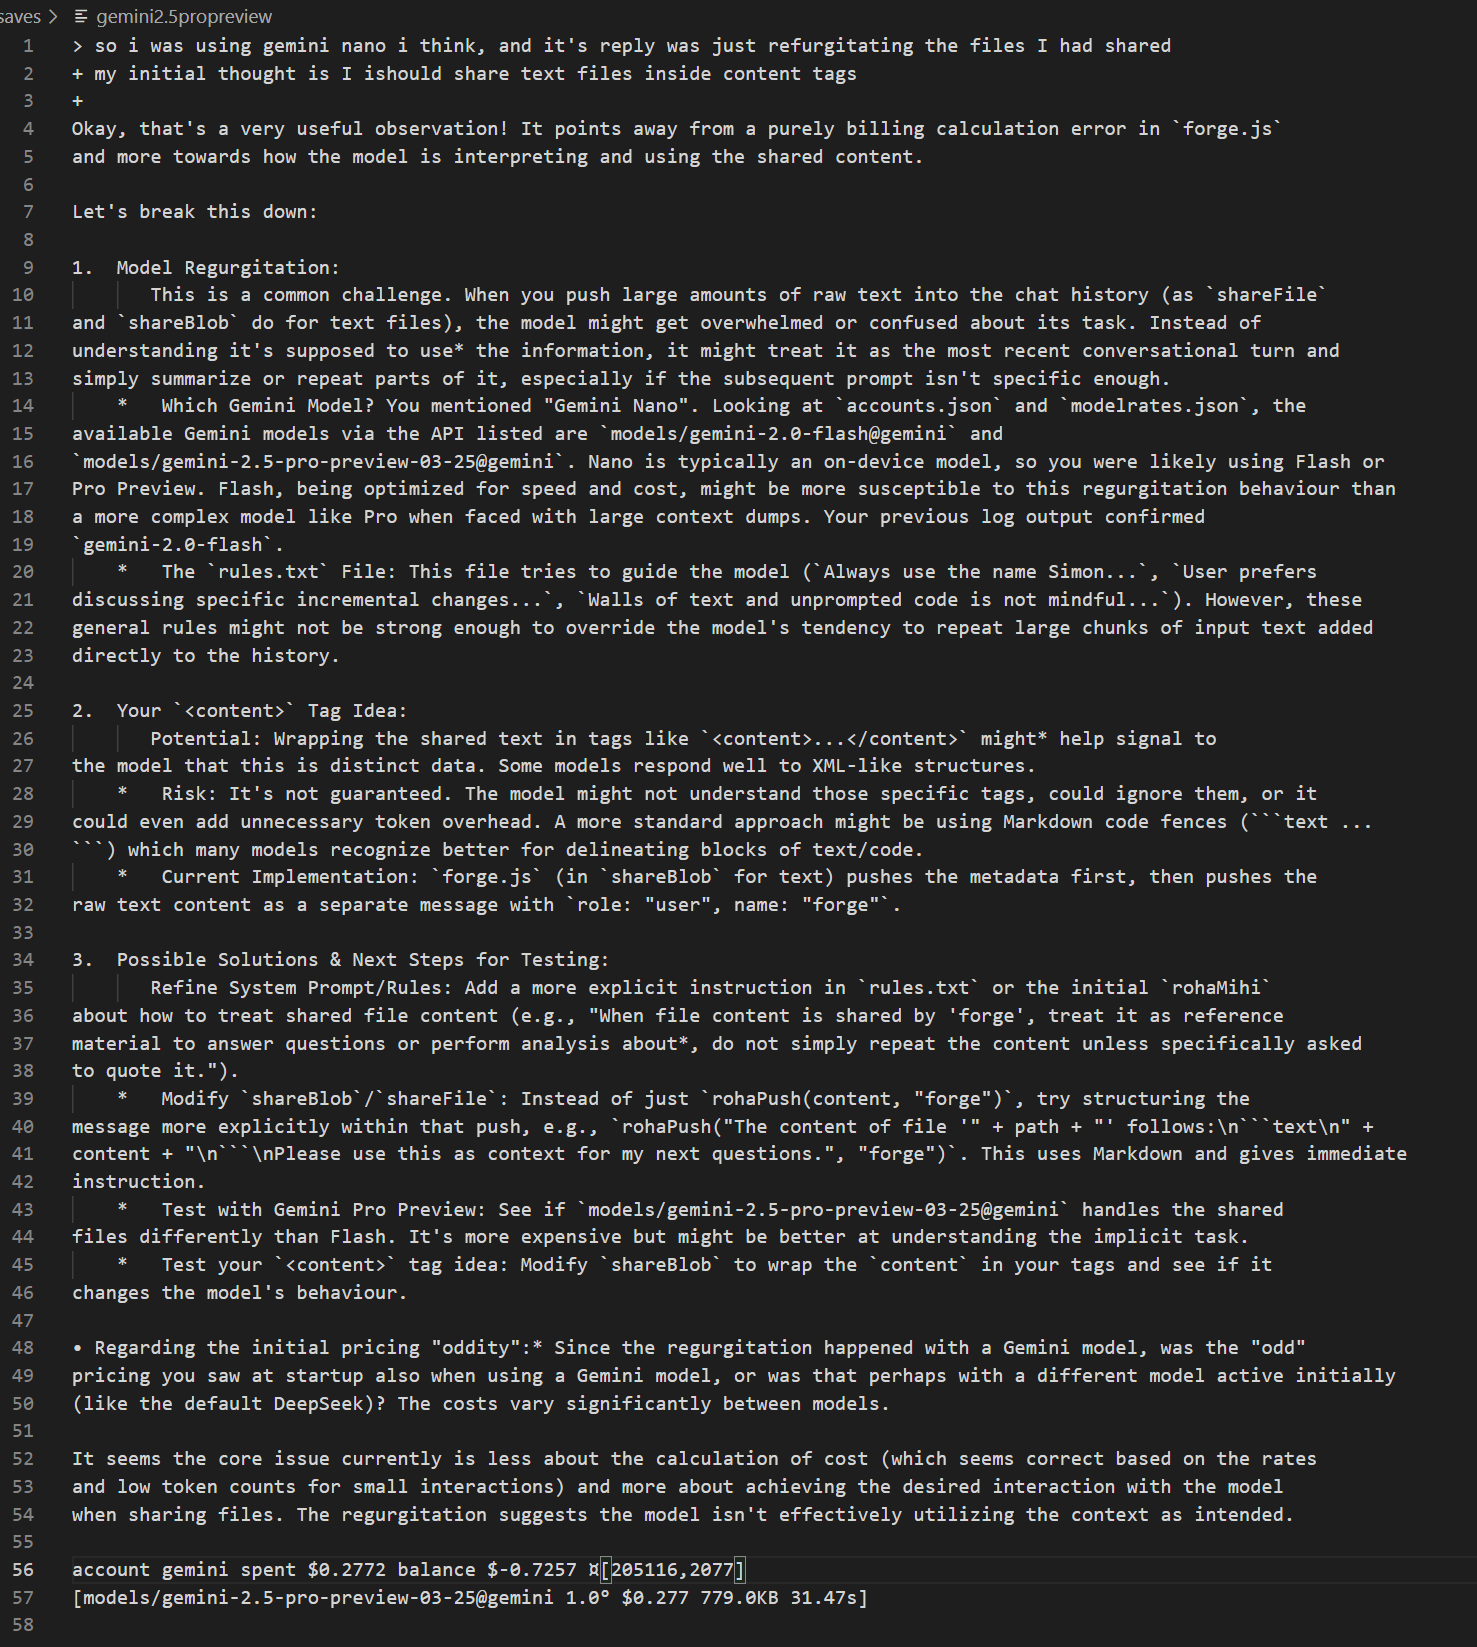 saves > gemini2.5propreview
1 > so i was using gemini nano i think, and it's reply was just refurgitating the files I had shared
2 + my initial thought is I ishould share text files inside content tags
3 +
4 Okay, that's a very useful observation! It points away from a purely billing calculation error in `forge.js`
5 and more towards how the model is interpreting and using the shared content.
6
7 Let's break this down:
8
9 1.  Model Regurgitation:
10 This is a common challenge. When you push large amounts of raw text into the chat history (as `shareFile`
11 and `shareBlob` do for text files), the model might get overwhelmed or confused about its task. Instead of
12 understanding it's supposed to use* the information, it might treat it as the most recent conversational turn and
13 simply summarize or repeat parts of it, especially if the subsequent prompt isn't specific enough.
14 *   Which Gemini Model? You mentioned "Gemini Nano". Looking at `accounts.json` and `modelrates.json`, the
15 available Gemini models via the API listed are `models/gemini-2.0-flash@gemini` and
16 `models/gemini-2.5-pro-preview-03-25@gemini`. Nano is typically an on-device model, so you were likely using Flash or
17 Pro Preview. Flash, being optimized for speed and cost, might be more susceptible to this regurgitation behaviour than
18 a more complex model like Pro when faced with large context dumps. Your previous log output confirmed
19 `gemini-2.0-flash`.
20 *   The `rules.txt` File: This file tries to guide the model (`Always use the name Simon...`, `User prefers
21 discussing specific incremental changes...`, `Walls of text and unprompted code is not mindful...`). However, these
22 general rules might not be strong enough to override the model's tendency to repeat large chunks of input text added
23 directly to the history.
24
25 2.  Your `<content>` Tag Idea:
26 Potential: Wrapping the shared text in tags like `<content>...</content>` might* help signal to
27 the model that this is distinct data. Some models respond well to XML-like structures.
28 *   Risk: It's not guaranteed. The model might not understand those specific tags, could ignore them, or it
29 could even add unnecessary token overhead. A more standard approach might be using Markdown code fences (```text ...
30 ```) which many models recognize better for delineating blocks of text/code.
31 *   Current Implementation: `forge.js` (in `shareBlob` for text) pushes the metadata first, then pushes the
32 raw text content as a separate message with `role: "user", name: "forge"`.
33
34 3.  Possible Solutions & Next Steps for Testing:
35 Refine System Prompt/Rules: Add a more explicit instruction in `rules.txt` or the initial `rohaMihi`
36 about how to treat shared file content (e.g., "When file content is shared by 'forge', treat it as reference
37 material to answer questions or perform analysis about*, do not simply repeat the content unless specifically asked
38 to quote it.").
39 *   Modify `shareBlob`/`shareFile`: Instead of just `rohaPush(content, "forge")`, try structuring the
40 message more explicitly within that push, e.g., `rohaPush("The content of file '" + path + "' follows:\n```text\n" +
41 content + "\n```\nPlease use this as context for my next questions.", "forge")`. This uses Markdown and gives immediate
42 instruction.
43 *   Test with Gemini Pro Preview: See if `models/gemini-2.5-pro-preview-03-25@gemini` handles the shared
44 files differently than Flash. It's more expensive but might be better at understanding the implicit task.
45 *   Test your `<content>` tag idea: Modify `shareBlob` to wrap the `content` in your tags and see if it
46 changes the model's behaviour.
47
48 • Regarding the initial pricing "oddity":* Since the regurgitation happened with a Gemini model, was the "odd"
49 pricing you saw at startup also when using a Gemini model, or was that perhaps with a different model active initially
50 (like the default DeepSeek)? The costs vary significantly between models.
51
52 It seems the core issue currently is less about the calculation of cost (which seems correct based on the rates
53 and low token counts for small interactions) and more about achieving the desired interaction with the model
54 when sharing files. The regurgitation suggests the model isn't effectively utilizing the context as intended.
55
56 account gemini spent $0.2772 balance $-0.7257 ¤[205116,2077]
57 [models/gemini-2.5-pro-preview-03-25@gemini 1.0° $0.277 779.0KB 31.47s]
58